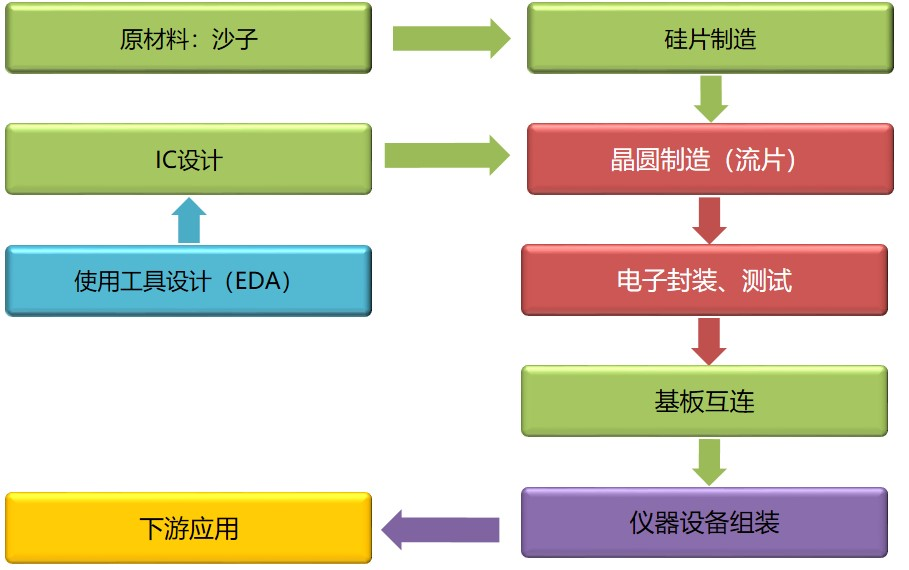 原材料：沙子
硅片制造
IC设计
晶圆制造（流片）
使用工具设计（EDA）
电子封装、测试
基板互连
下游应用
仪器设备组装